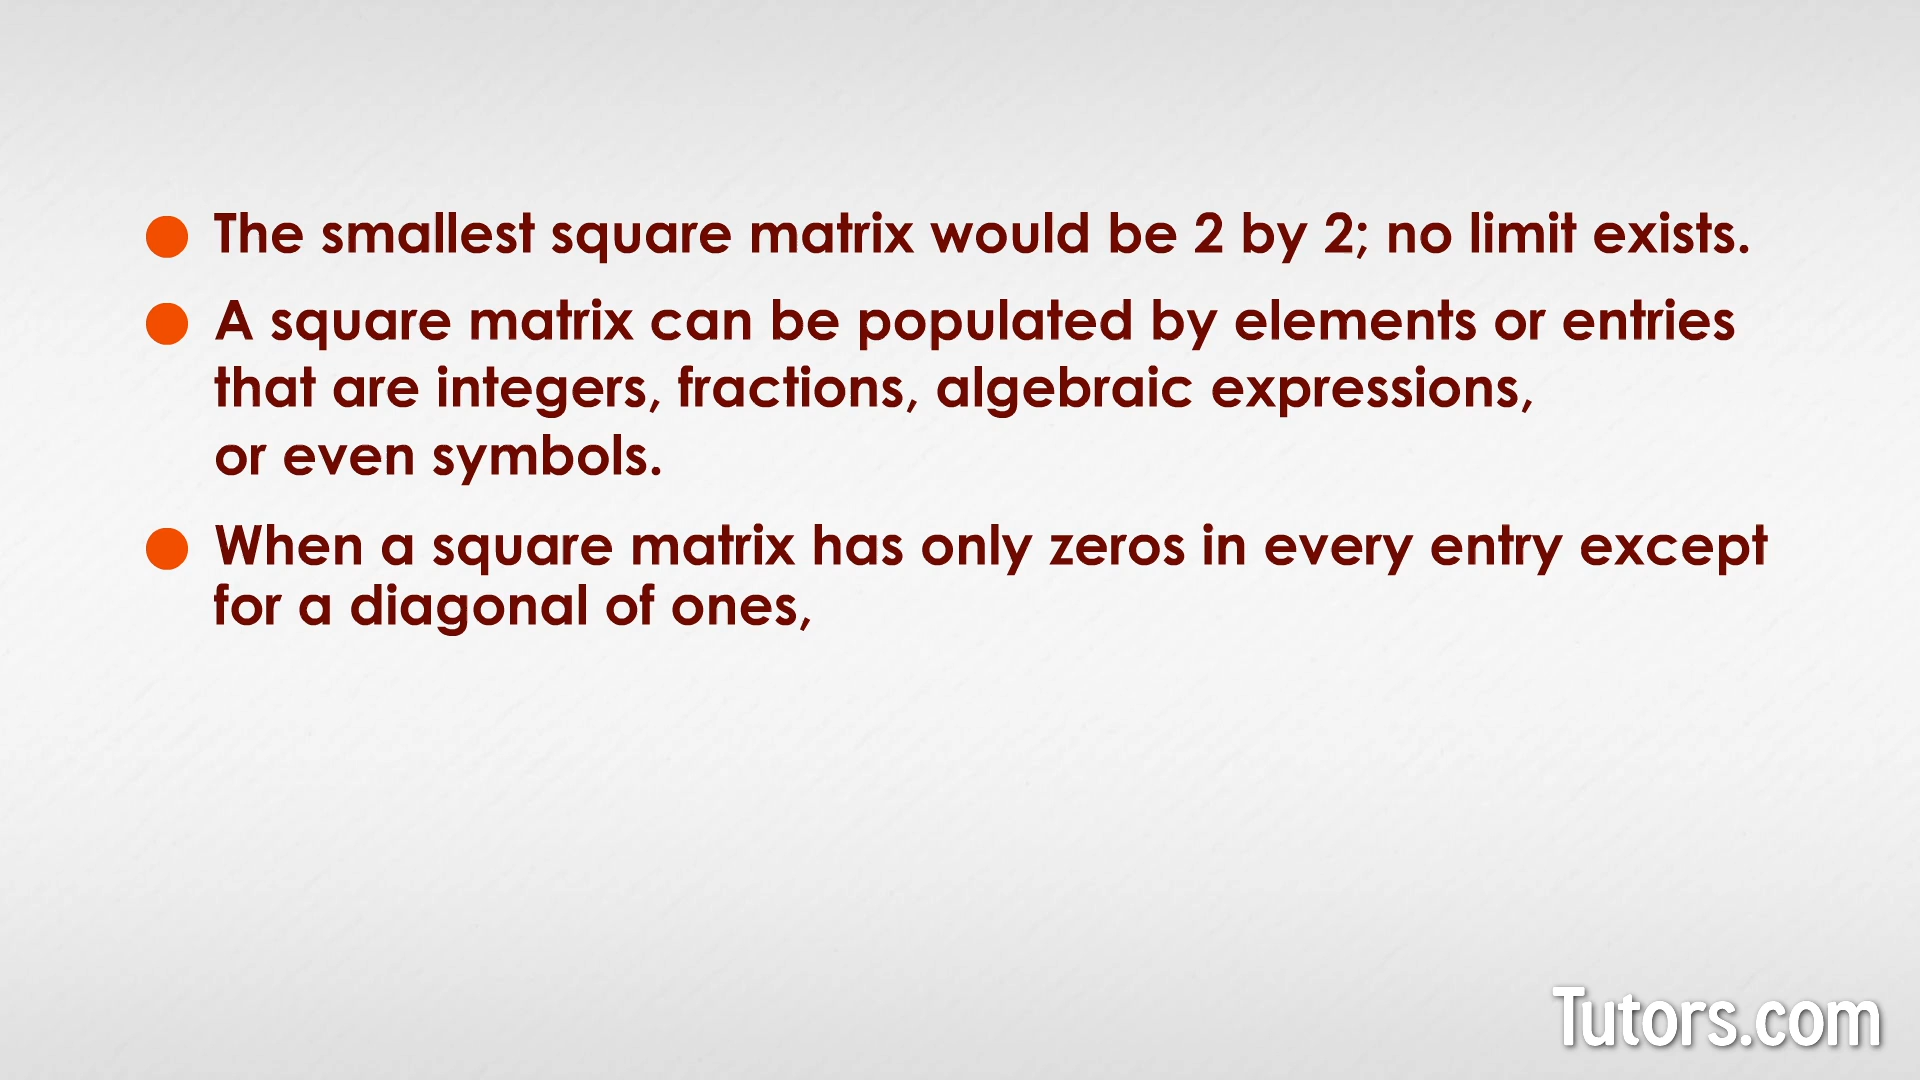 The smallest square matrix would be 2 by 2; no limit exists.
A square matrix can be populated by elements or entries
that are integers, fractions, algebraic expressions,
or even symbols.
When a square matrix has only zeros in every entry except
for a diagonal of ones,
Tutors.com